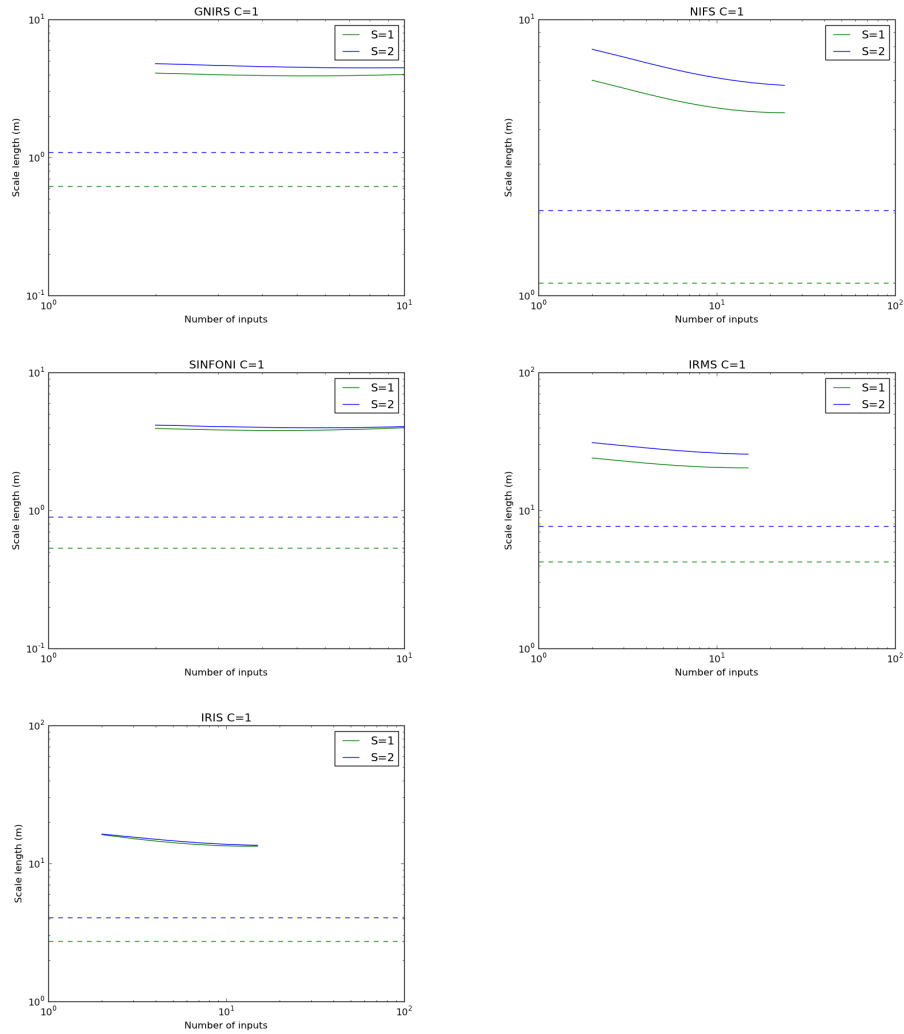 GNIRS C=1
S=1
S=2
Scale length (m)
10^1
10^0
10^-1
10^0
10^1
Number of inputs
NIFS C=1
S=1
S=2
Scale length (m)
10^1
10^0
10^0
10^1
10^2
Number of inputs
SINFONI C=1
S=1
S=2
Scale length (m)
10^1
10^0
10^-1
10^0
10^1
Number of inputs
IRMS C=1
S=1
S=2
Scale length (m)
10^2
10^1
10^0
10^0
10^1
10^2
Number of inputs
IRIS C=1
S=1
S=2
Scale length (m)
10^2
10^1
10^0
10^0
10^1
10^2
Number of inputs